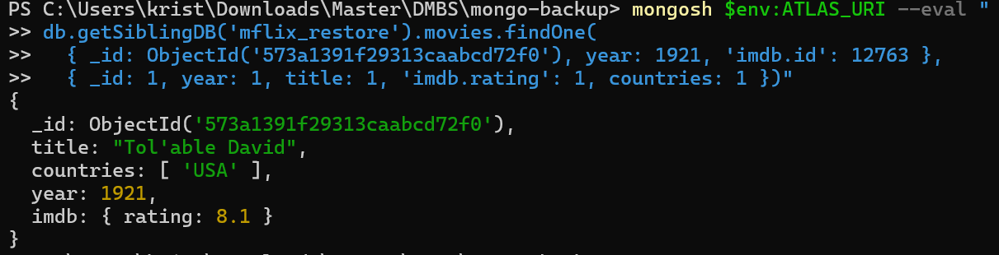 PS C:\Users\krist\Downloads\Master\DMBS\mongo-backup> mongosh $env:ATLAS_URI --eval "
>> db.getSiblingDB('mflix_restore').movies.findOne(
>>   { _id: ObjectId('573a1391f29313caabcd72f0'), year: 1921, 'imdb.id': 12763 },
>>   { _id: 1, year: 1, title: 1, 'imdb.rating': 1, countries: 1 })"
{
  _id: ObjectId('573a1391f29313caabcd72f0'),
  title: "Tol'able David",
  countries: [ 'USA' ],
  year: 1921,
  imdb: { rating: 8.1 }
}